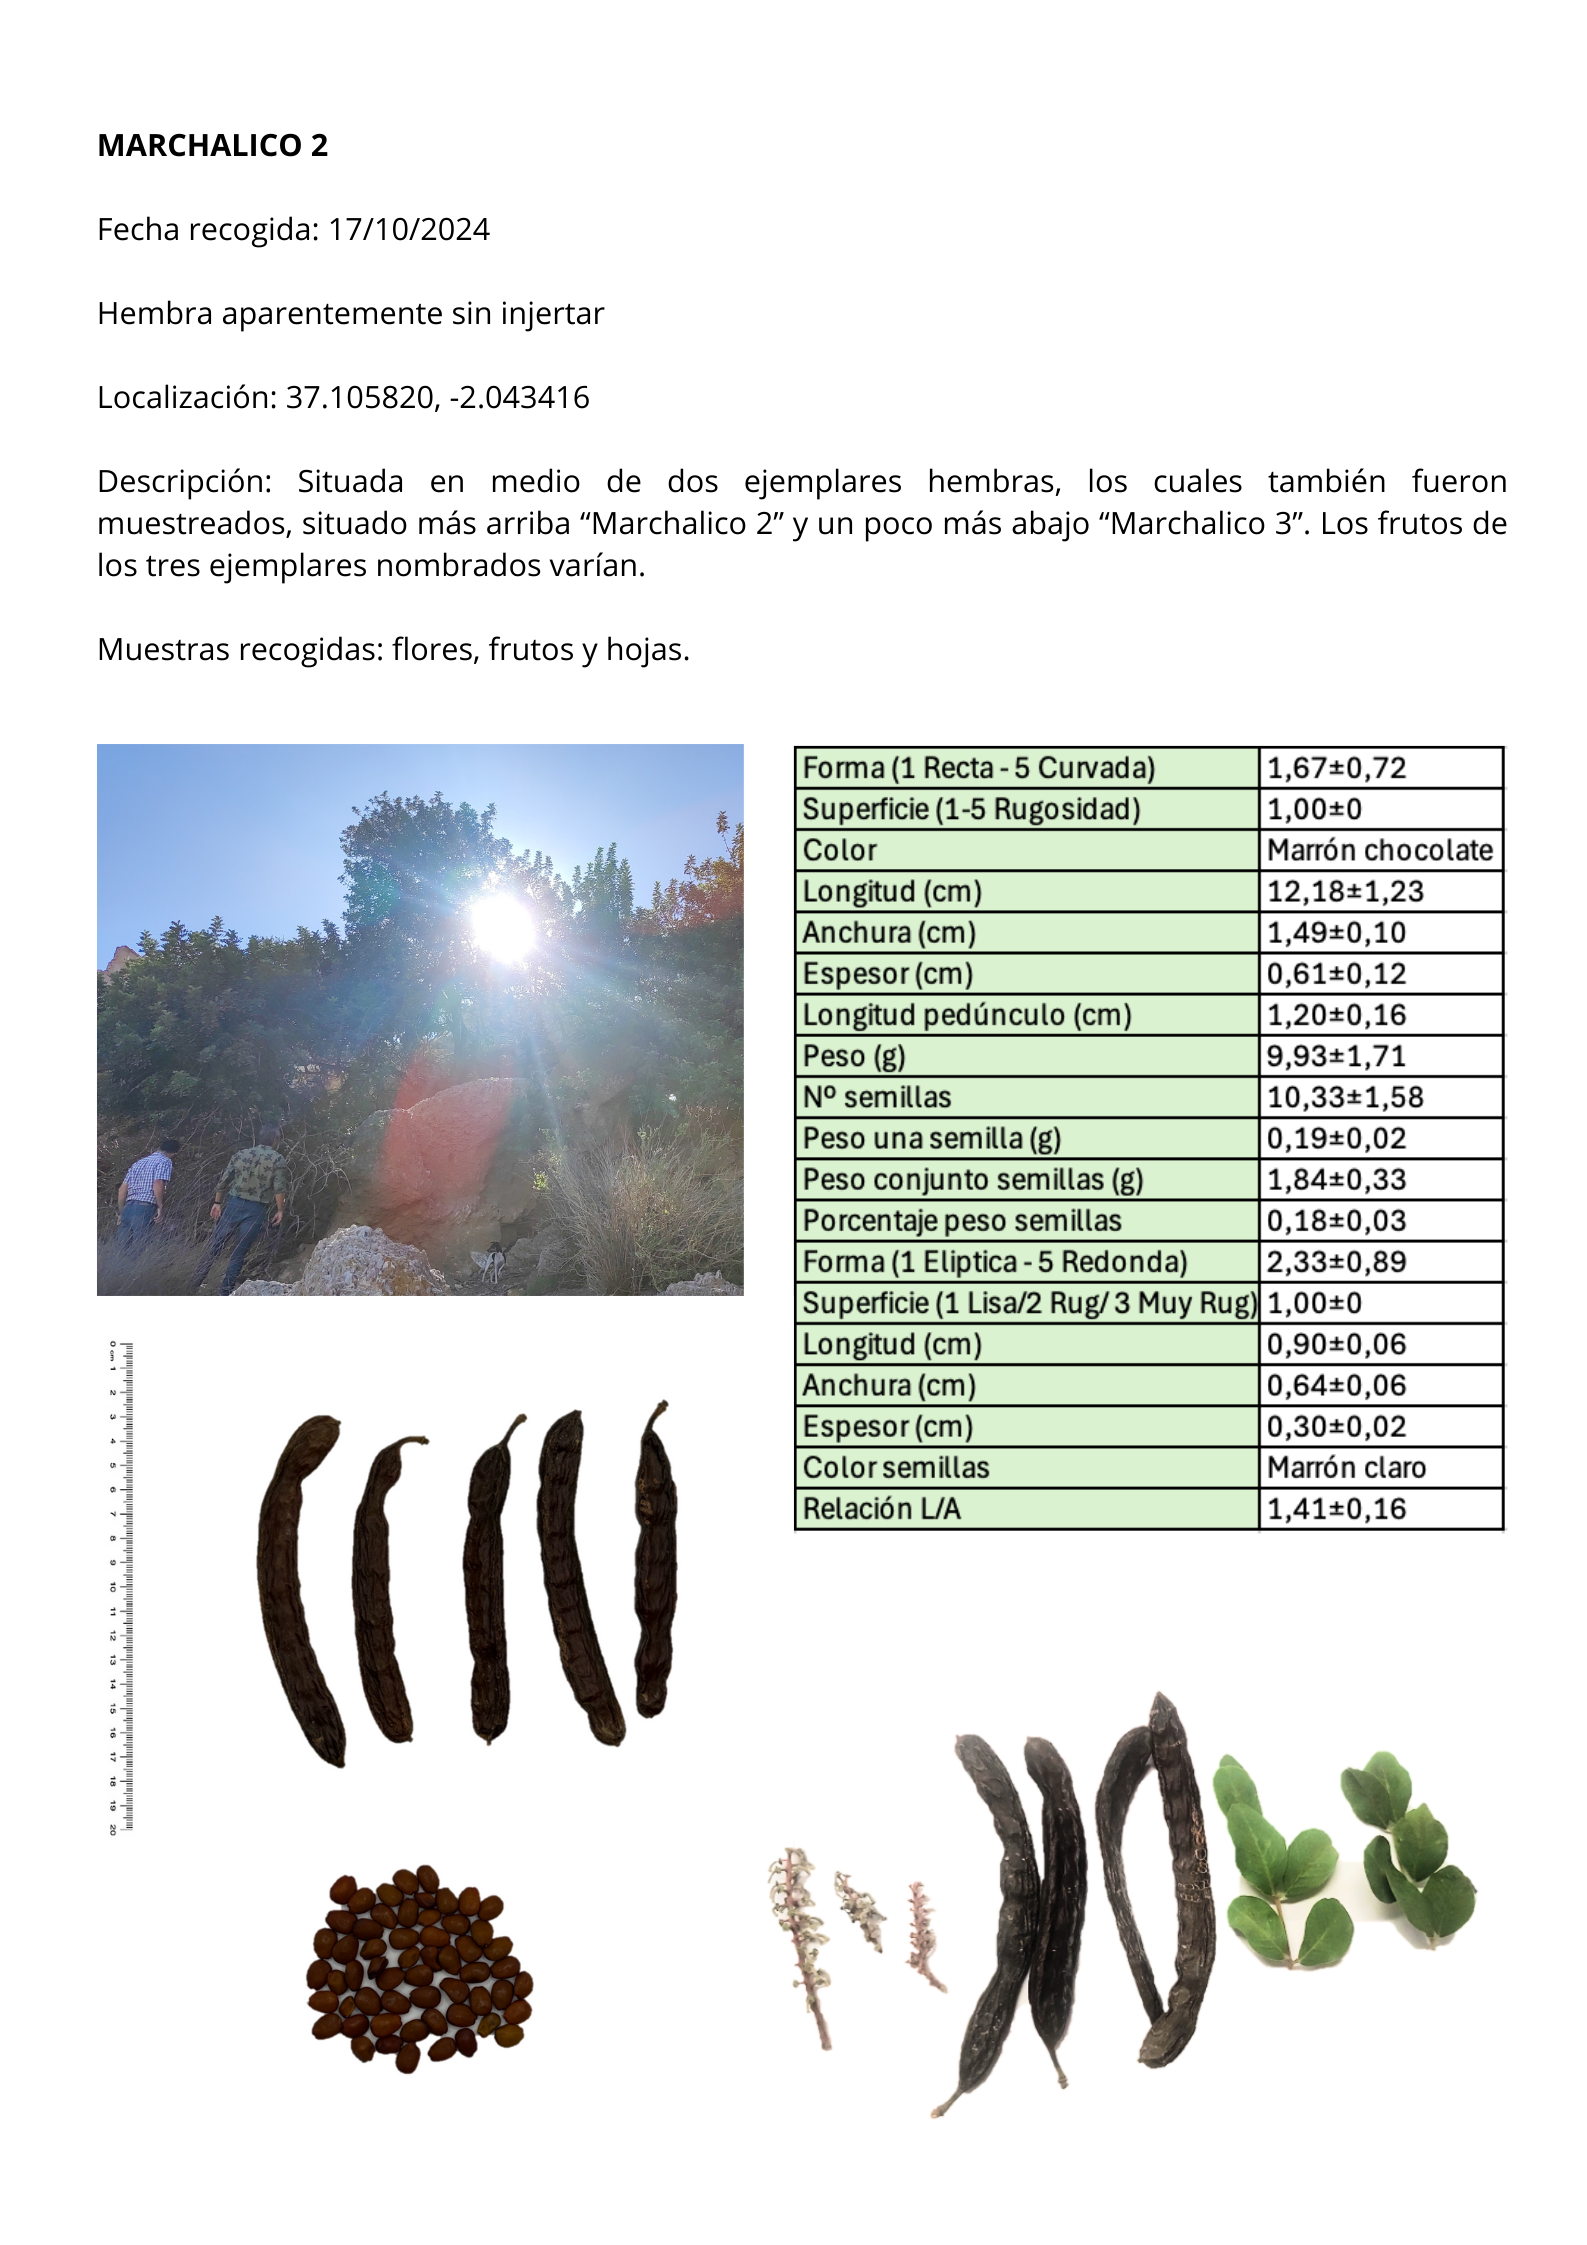 MARCHALICO 2
Fecha recogida: 17/10/2024
Hembra aparentemente sin injertar
Localización: 37.105820, -2.043416
Descripción: Situada en medio de dos ejemplares hembras, los cuales también fueron
muestreados, situado más arriba “Marchalico 2” y un poco más abajo “Marchalico 3”. Los frutos de
los tres ejemplares nombrados varían.
Muestras recogidas: flores, frutos y hojas.
Forma (1 Recta - 5 Curvada) 1,67±0,72
Superficie (1-5 Rugosidad) 1,00±0
Color Marrón chocolate
Longitud (cm) 12,18±1,23
Anchura (cm) 1,49±0,10
Espesor (cm) 0,61±0,12
Longitud pedúnculo (cm) 1,20±0,16
Peso (g) 9,93±1,71
Nº semillas 10,33±1,58
Peso una semilla (g) 0,19±0,02
Peso conjunto semillas (g) 1,84±0,33
Porcentaje peso semillas 0,18±0,03
Forma (1 Eliptica - 5 Redonda) 2,33±0,89
Superficie (1 Lisa/2 Rug/ 3 Muy Rug) 1,00±0
Longitud (cm) 0,90±0,06
Anchura (cm) 0,64±0,06
Espesor (cm) 0,30±0,02
Color semillas Marrón claro
Relación L/A 1,41±0,16
0 cm 1 2 3 4 5 6 7 8 9 10 11 12 13 14 15 16 17 18 19 20